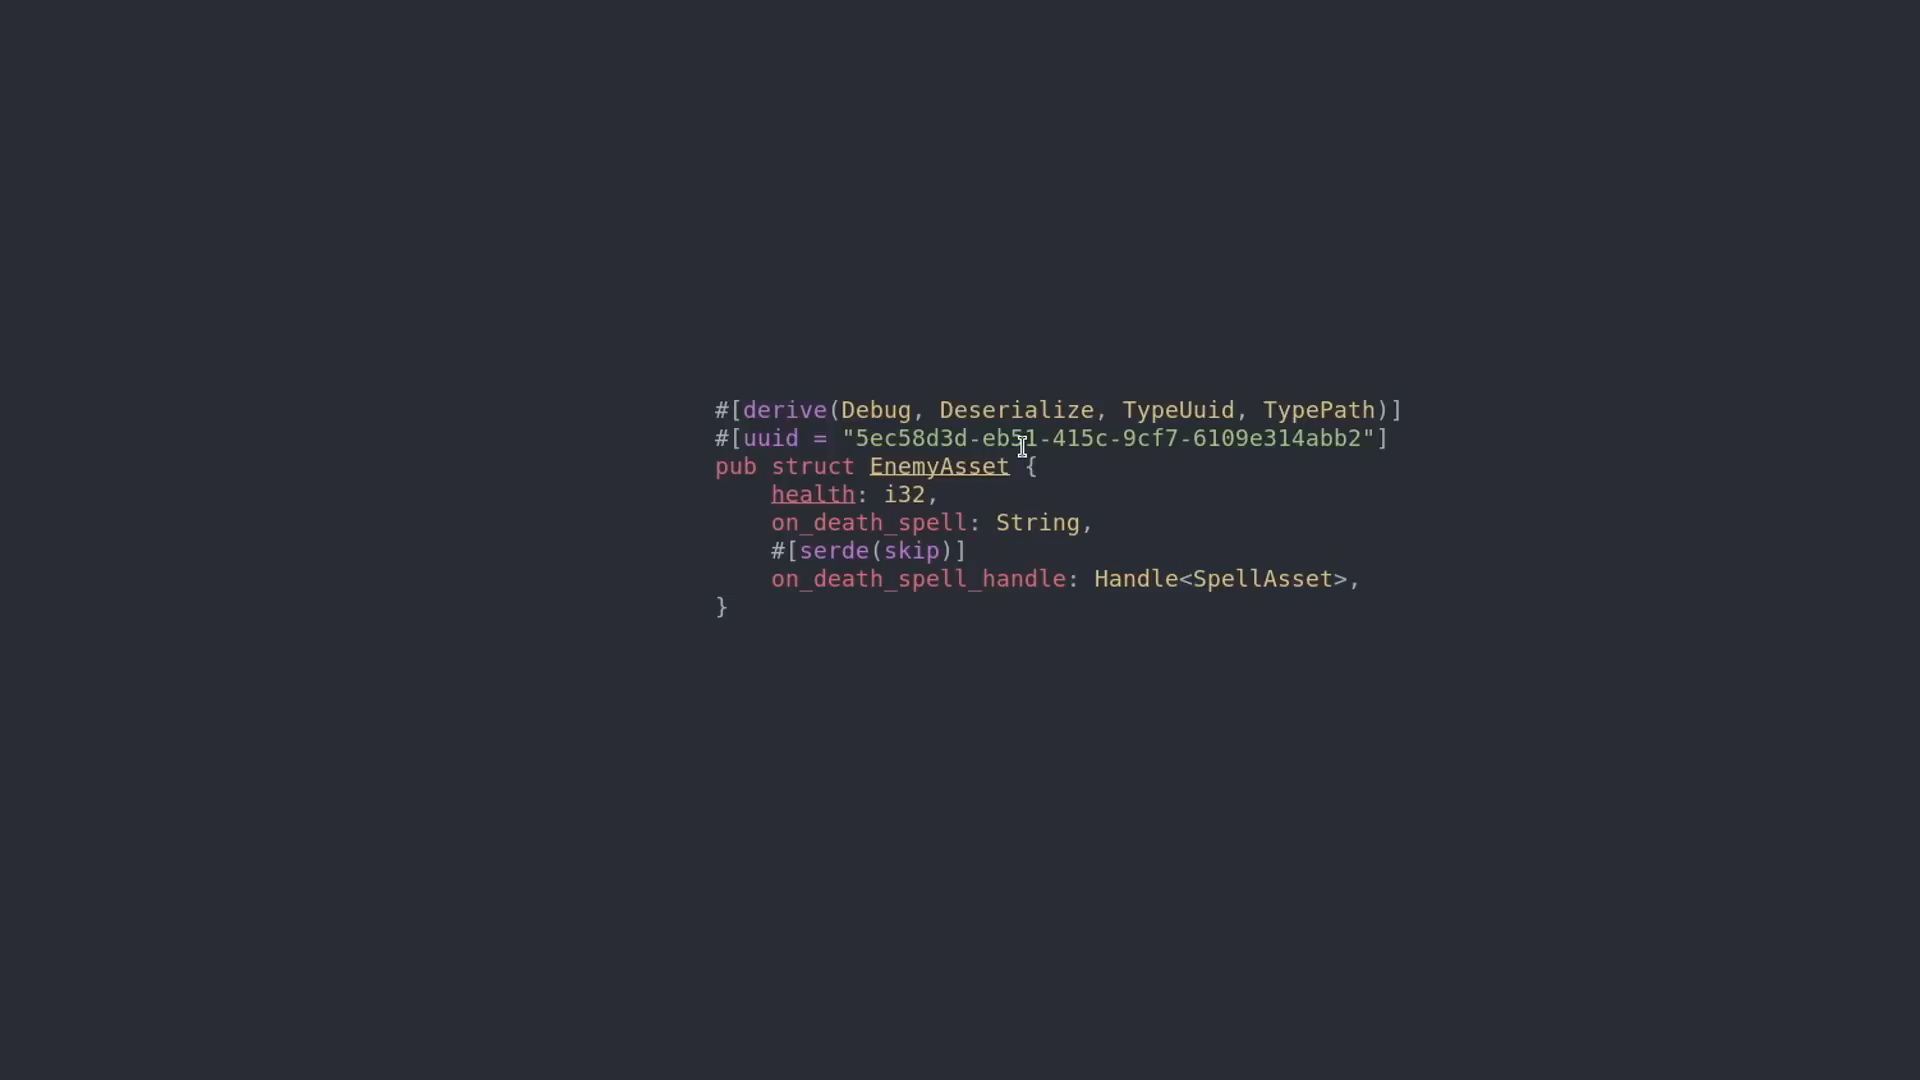 #[derive(Debug, Deserialize, TypeUuid, TypePath)]
#[uuid = "5ec58d3d-eb51-415c-9cf7-6109e314abb2"]
pub struct EnemyAsset {
    health: i32,
    on_death_spell: String,
    #[serde(skip)]
    on_death_spell_handle: Handle<SpellAsset>,
}